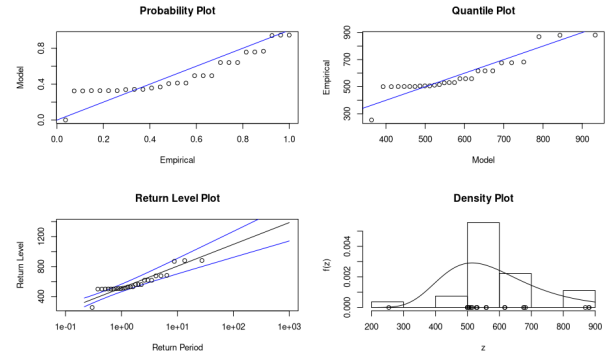 Probability Plot
Model
0.0 0.4 0.8
0.0 0.2 0.4 0.6 0.8 1.0
Empirical
Quantile Plot
Empirical
300 500 700 900
400 500 600 700 800 900
Model
Return Level Plot
Return Level
400 800 1200
1e-01 1e+00 1e+01 1e+02 1e+03
Return Period
Density Plot
f(z)
0.000 0.002 0.004
200 300 400 500 600 700 800 900
z